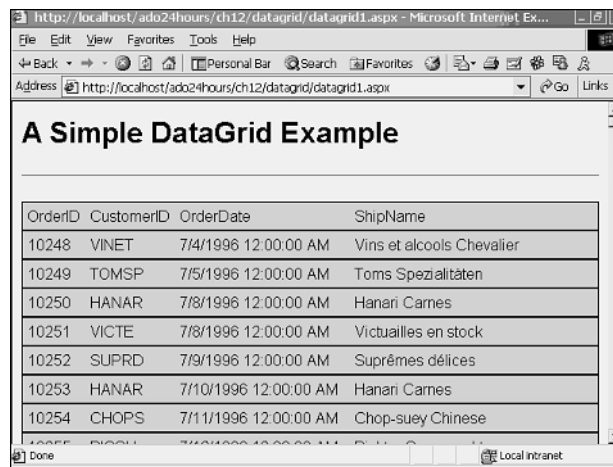 http://localhost/ado24hours/ch12/datagrid/datagrid1.aspx - Microsoft Internet Ex...
File Edit View Favorites Tools Help
Back Personal Bar Search Favorites
Address http://localhost/ado24hours/ch12/datagrid/datagrid1.aspx Go Links
A Simple DataGrid Example
OrderID CustomerID OrderDate ShipName
10248 VINET 7/4/1996 12:00:00 AM Vins et alcools Chevalier
10249 TOMSP 7/5/1996 12:00:00 AM Toms Spezialitäten
10250 HANAR 7/8/1996 12:00:00 AM Hanari Carnes
10251 VICTE 7/8/1996 12:00:00 AM Victuailles en stock
10252 SUPRD 7/9/1996 12:00:00 AM Suprêmes délices
10253 HANAR 7/10/1996 12:00:00 AM Hanari Carnes
10254 CHOPS 7/11/1996 12:00:00 AM Chop-suey Chinese
Done Local intranet